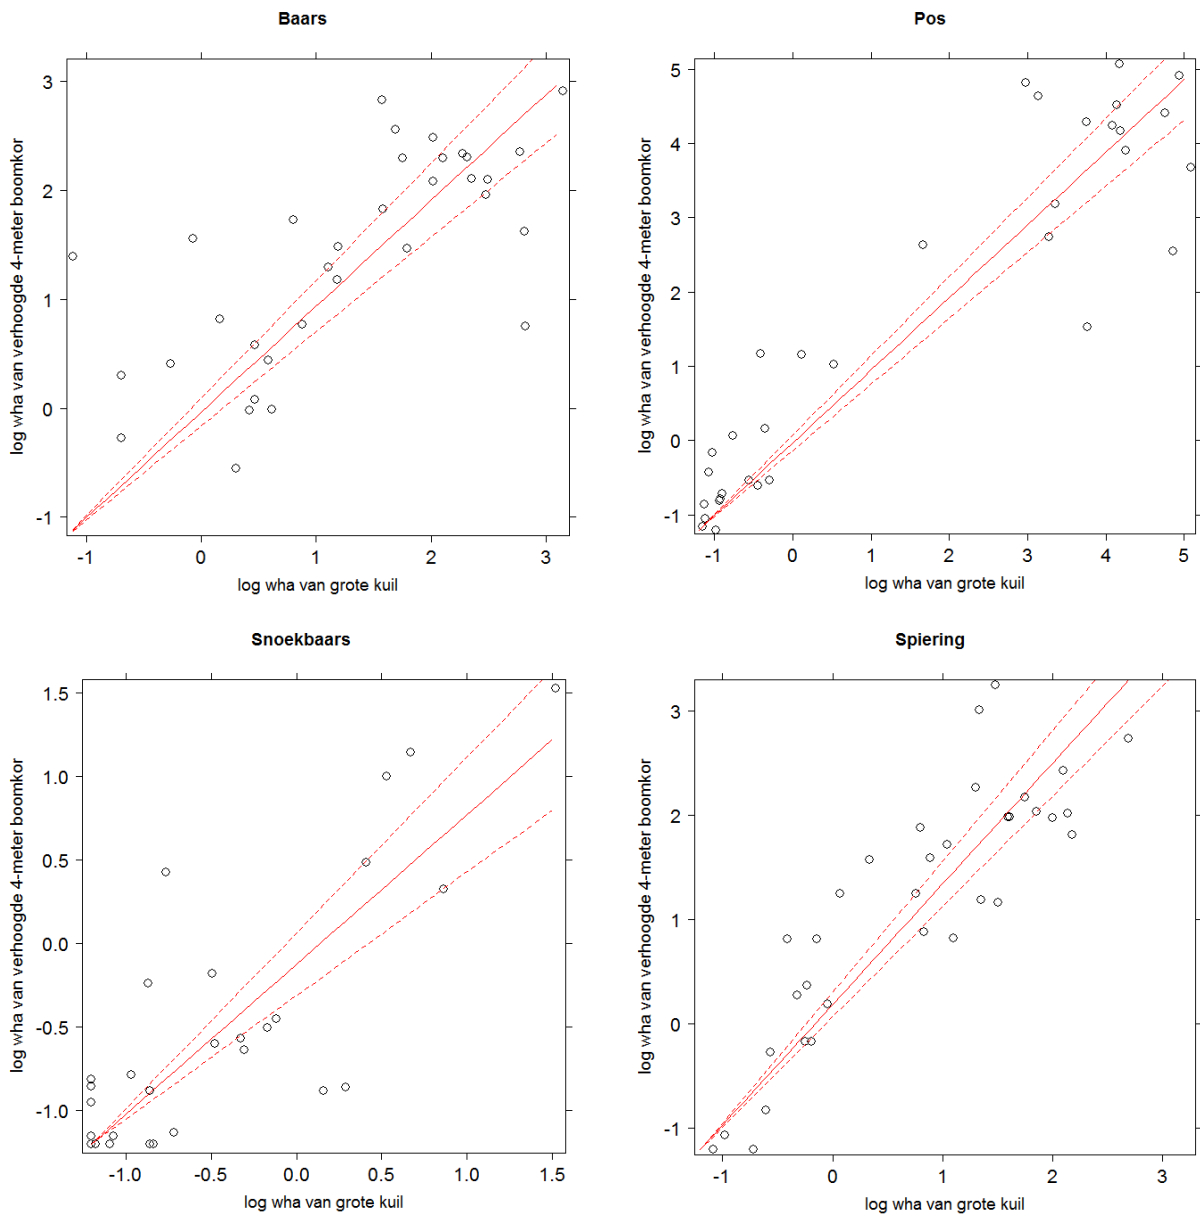 Baars
3
2
1
0
-1
-1 0 1 2 3
log wha van verhoogde 4-meter boomkor
log wha van grote kuil
Pos
5
4
3
2
1
0
-1
-1 0 1 2 3 4 5
log wha van verhoogde 4-meter boomkor
log wha van grote kuil
Snoekbaars
1.5
1.0
0.5
0.0
-0.5
-1.0
-1.0 -0.5 0.0 0.5 1.0 1.5
log wha van verhoogde 4-meter boomkor
log wha van grote kuil
Spiering
3
2
1
0
-1
-1 0 1 2 3
log wha van verhoogde 4-meter boomkor
log wha van grote kuil